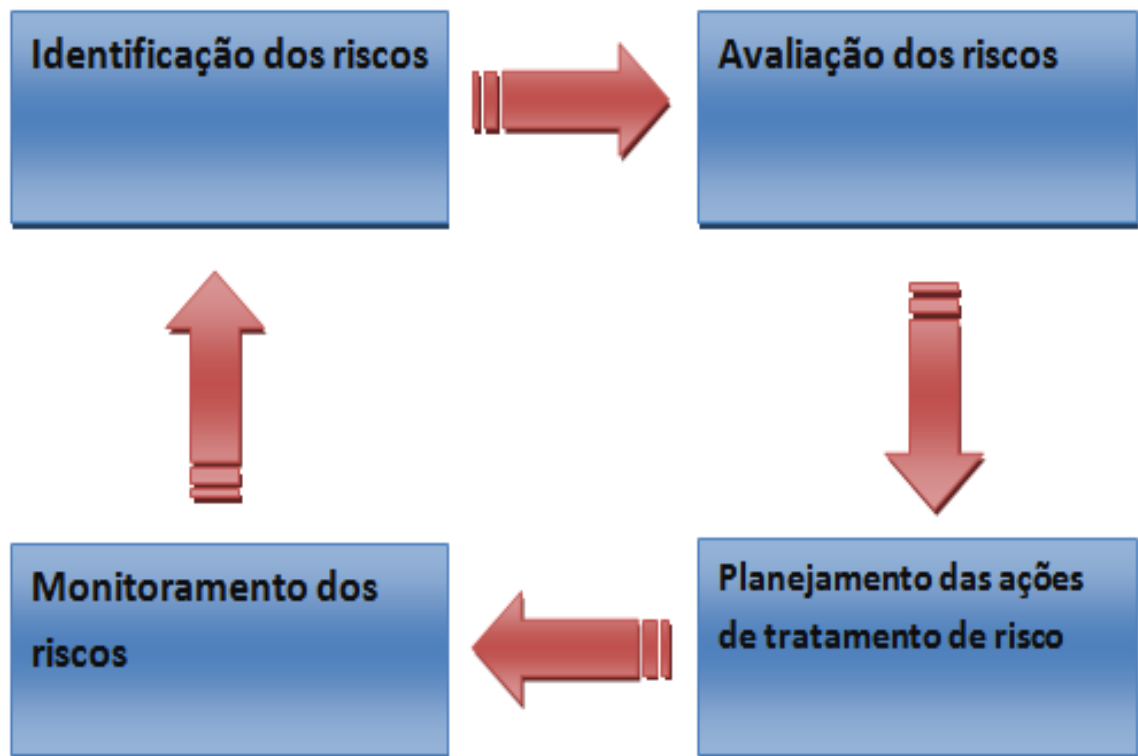 Identificação dos riscos
Avaliação dos riscos
Monitoramento dos
riscos
Planejamento das ações
de tratamento de risco